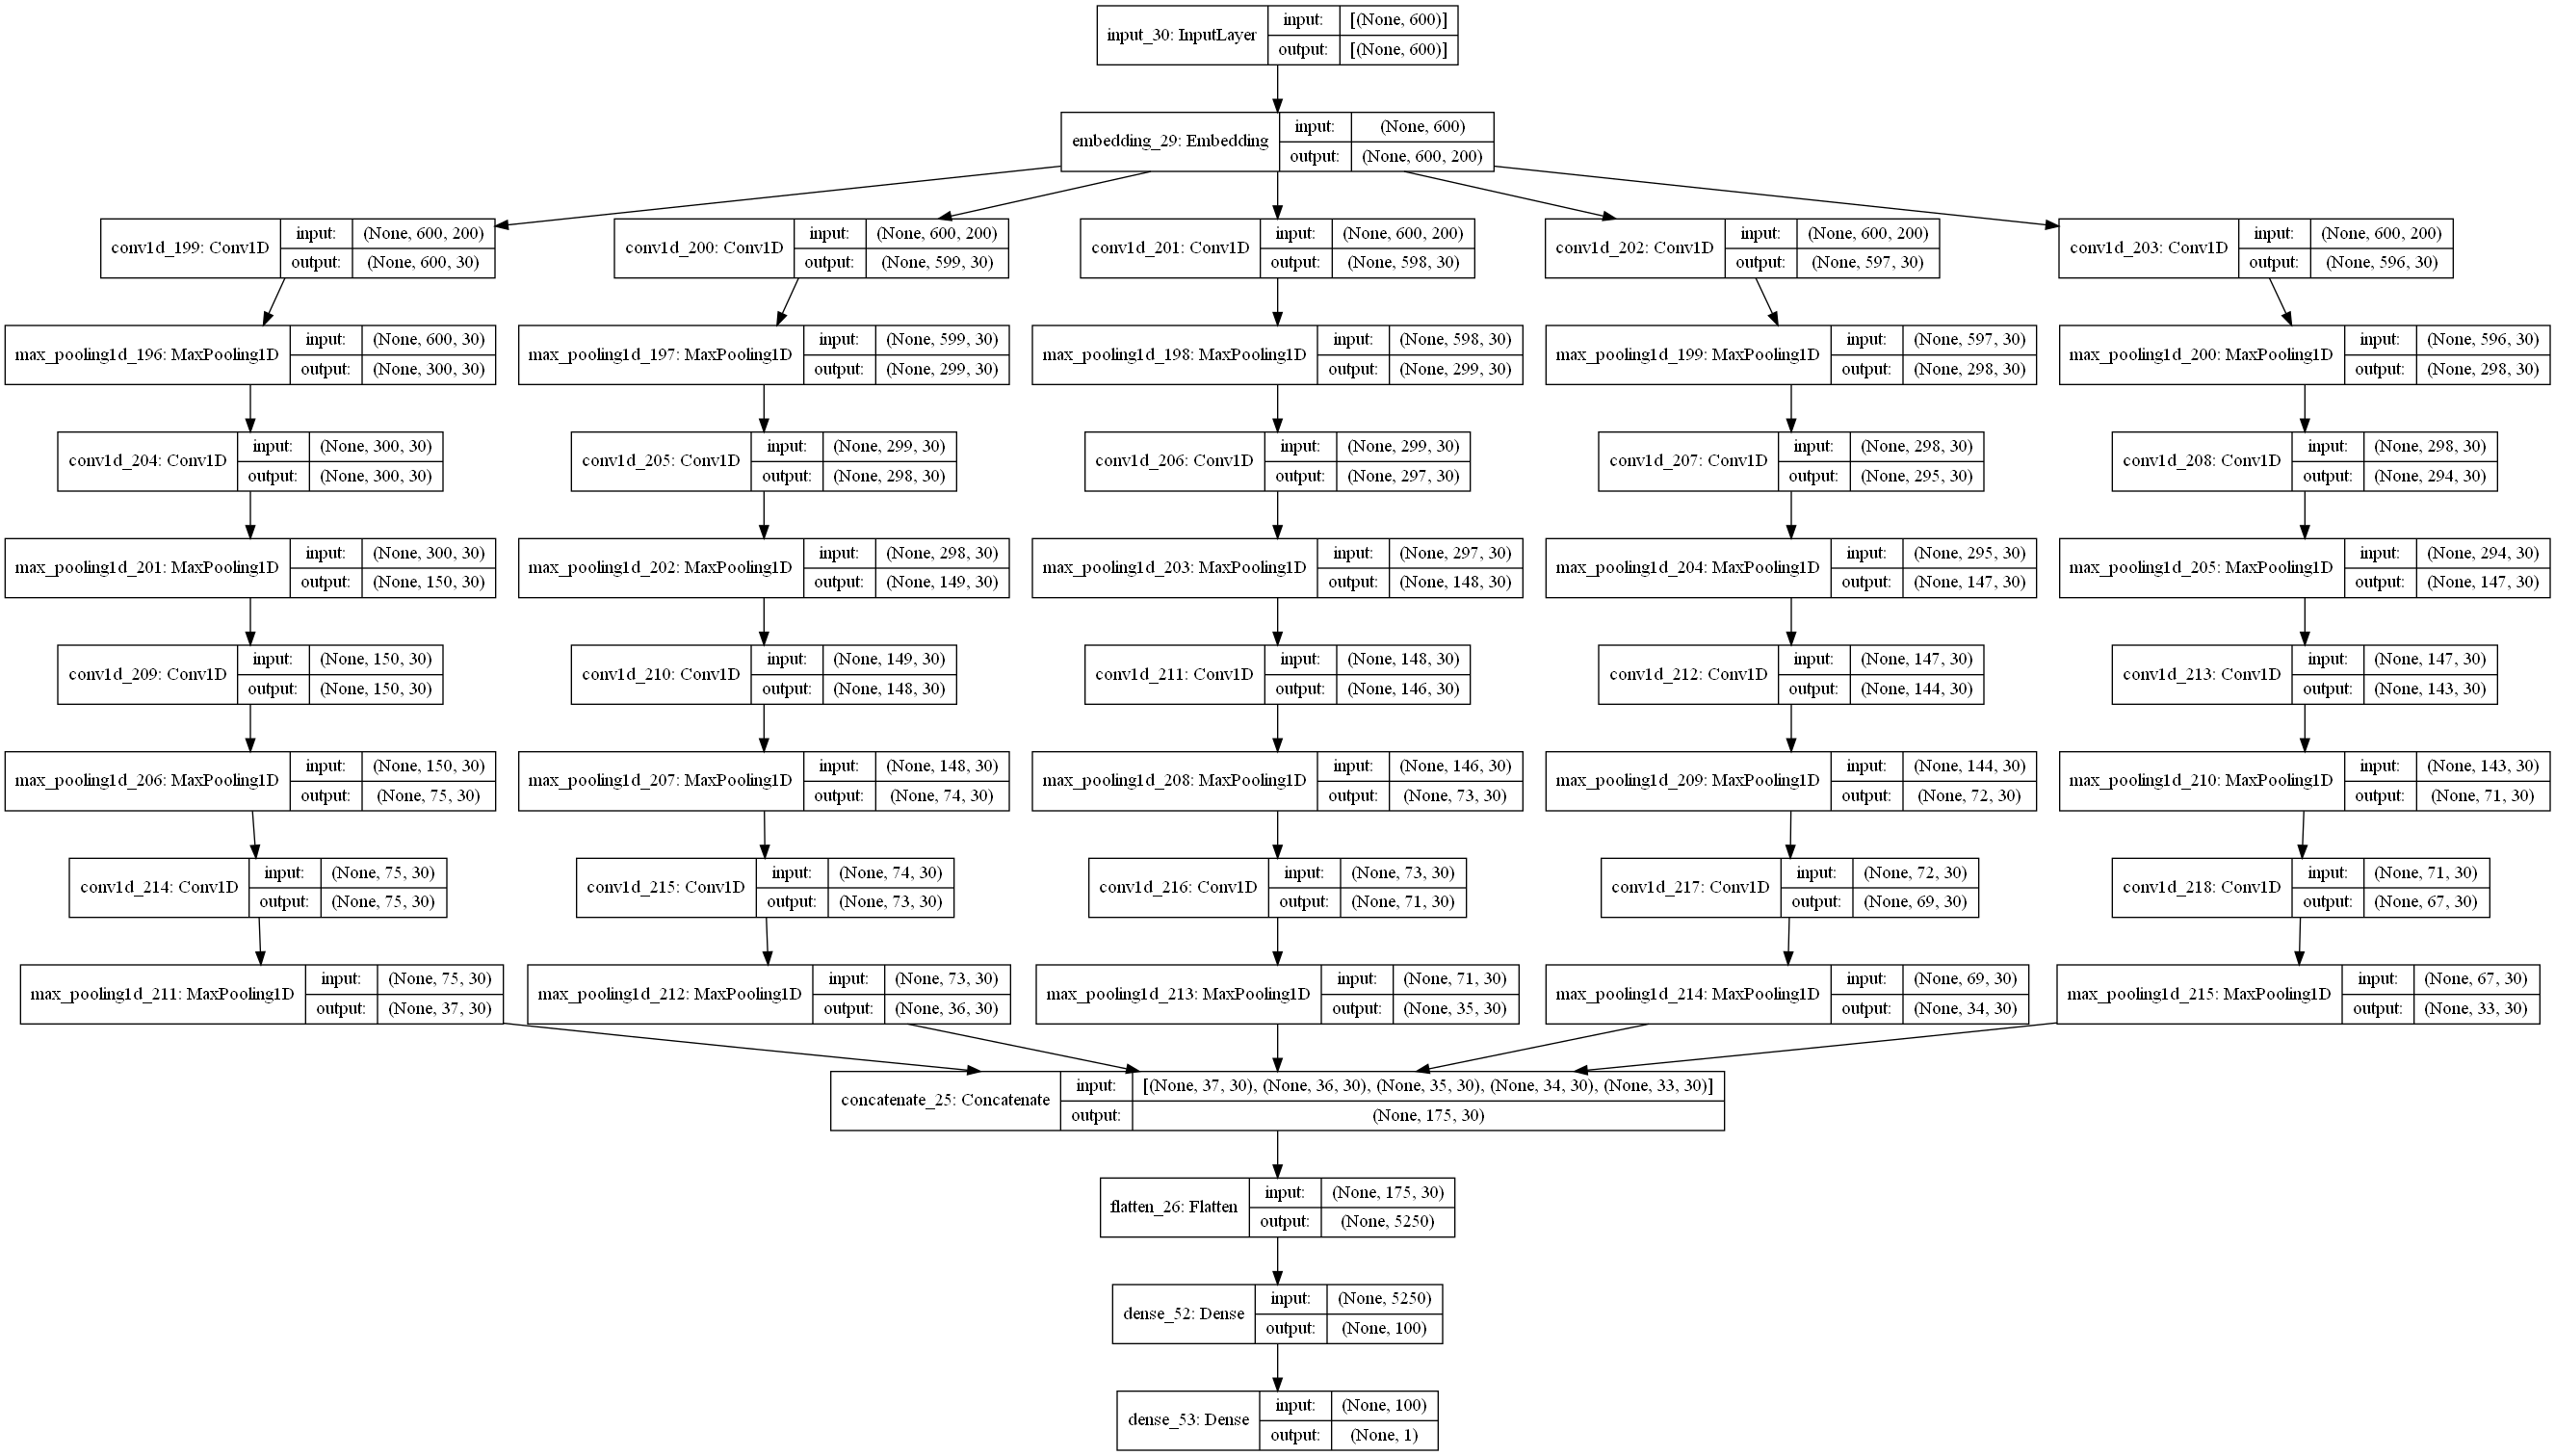 input_30: InputLayer
input: [(None, 600)]
output: [(None, 600)]
embedding_29: Embedding
input: (None, 600)
output: (None, 600, 200)
conv1d_199: Conv1D
input: (None, 600, 200)
output: (None, 600, 30)
conv1d_200: Conv1D
input: (None, 600, 200)
output: (None, 599, 30)
conv1d_201: Conv1D
input: (None, 600, 200)
output: (None, 598, 30)
conv1d_202: Conv1D
input: (None, 600, 200)
output: (None, 597, 30)
conv1d_203: Conv1D
input: (None, 600, 200)
output: (None, 596, 30)
max_pooling1d_196: MaxPooling1D
input: (None, 600, 30)
output: (None, 300, 30)
max_pooling1d_197: MaxPooling1D
input: (None, 599, 30)
output: (None, 299, 30)
max_pooling1d_198: MaxPooling1D
input: (None, 598, 30)
output: (None, 299, 30)
max_pooling1d_199: MaxPooling1D
input: (None, 597, 30)
output: (None, 298, 30)
max_pooling1d_200: MaxPooling1D
input: (None, 596, 30)
output: (None, 298, 30)
conv1d_204: Conv1D
input: (None, 300, 30)
output: (None, 300, 30)
conv1d_205: Conv1D
input: (None, 299, 30)
output: (None, 298, 30)
conv1d_206: Conv1D
input: (None, 299, 30)
output: (None, 297, 30)
conv1d_207: Conv1D
input: (None, 298, 30)
output: (None, 295, 30)
conv1d_208: Conv1D
input: (None, 298, 30)
output: (None, 294, 30)
max_pooling1d_201: MaxPooling1D
input: (None, 300, 30)
output: (None, 150, 30)
max_pooling1d_202: MaxPooling1D
input: (None, 298, 30)
output: (None, 149, 30)
max_pooling1d_203: MaxPooling1D
input: (None, 297, 30)
output: (None, 148, 30)
max_pooling1d_204: MaxPooling1D
input: (None, 295, 30)
output: (None, 147, 30)
max_pooling1d_205: MaxPooling1D
input: (None, 294, 30)
output: (None, 147, 30)
conv1d_209: Conv1D
input: (None, 150, 30)
output: (None, 150, 30)
conv1d_210: Conv1D
input: (None, 149, 30)
output: (None, 148, 30)
conv1d_211: Conv1D
input: (None, 148, 30)
output: (None, 146, 30)
conv1d_212: Conv1D
input: (None, 147, 30)
output: (None, 144, 30)
conv1d_213: Conv1D
input: (None, 147, 30)
output: (None, 143, 30)
max_pooling1d_206: MaxPooling1D
input: (None, 150, 30)
output: (None, 75, 30)
max_pooling1d_207: MaxPooling1D
input: (None, 148, 30)
output: (None, 74, 30)
max_pooling1d_208: MaxPooling1D
input: (None, 146, 30)
output: (None, 73, 30)
max_pooling1d_209: MaxPooling1D
input: (None, 144, 30)
output: (None, 72, 30)
max_pooling1d_210: MaxPooling1D
input: (None, 143, 30)
output: (None, 71, 30)
conv1d_214: Conv1D
input: (None, 75, 30)
output: (None, 75, 30)
conv1d_215: Conv1D
input: (None, 74, 30)
output: (None, 73, 30)
conv1d_216: Conv1D
input: (None, 73, 30)
output: (None, 71, 30)
conv1d_217: Conv1D
input: (None, 72, 30)
output: (None, 69, 30)
conv1d_218: Conv1D
input: (None, 71, 30)
output: (None, 67, 30)
max_pooling1d_211: MaxPooling1D
input: (None, 75, 30)
output: (None, 37, 30)
max_pooling1d_212: MaxPooling1D
input: (None, 73, 30)
output: (None, 36, 30)
max_pooling1d_213: MaxPooling1D
input: (None, 71, 30)
output: (None, 35, 30)
max_pooling1d_214: MaxPooling1D
input: (None, 69, 30)
output: (None, 34, 30)
max_pooling1d_215: MaxPooling1D
input: (None, 67, 30)
output: (None, 33, 30)
concatenate_25: Concatenate
input: [(None, 37, 30), (None, 36, 30), (None, 35, 30), (None, 34, 30), (None, 33, 30)]
output: (None, 175, 30)
flatten_26: Flatten
input: (None, 175, 30)
output: (None, 5250)
dense_52: Dense
input: (None, 5250)
output: (None, 100)
dense_53: Dense
input: (None, 100)
output: (None, 1)